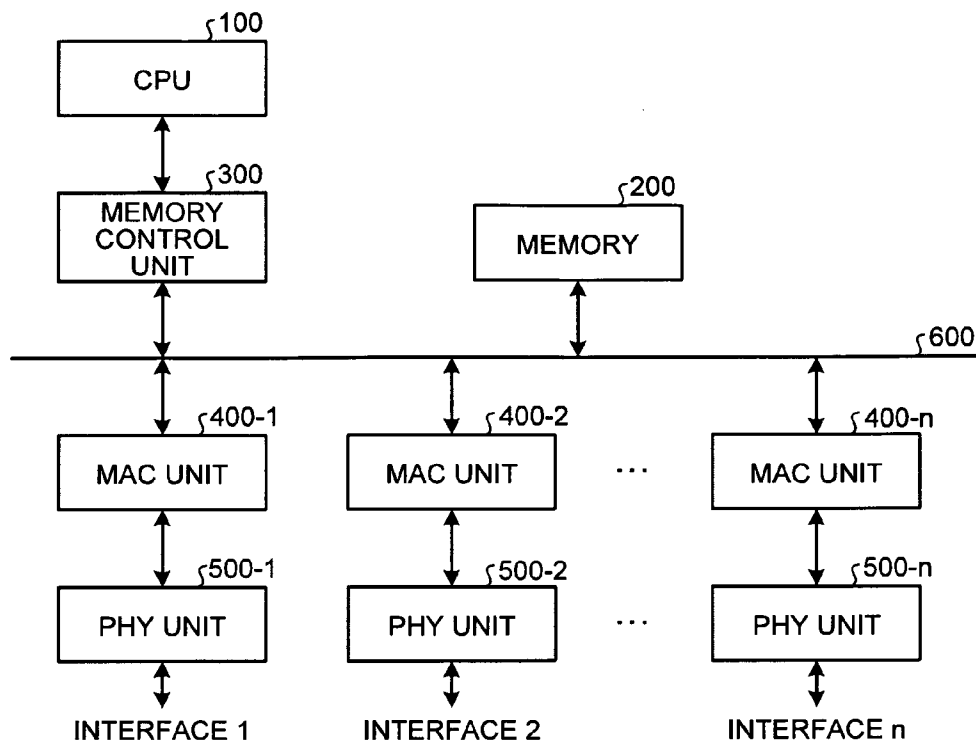 100
CPU
300
MEMORY
CONTROL
UNIT
200
MEMORY
600
400-1
MAC UNIT
400-2
MAC UNIT
...
400-n
MAC UNIT
500-1
PHY UNIT
500-2
PHY UNIT
...
500-n
PHY UNIT
INTERFACE 1
INTERFACE 2
INTERFACE n